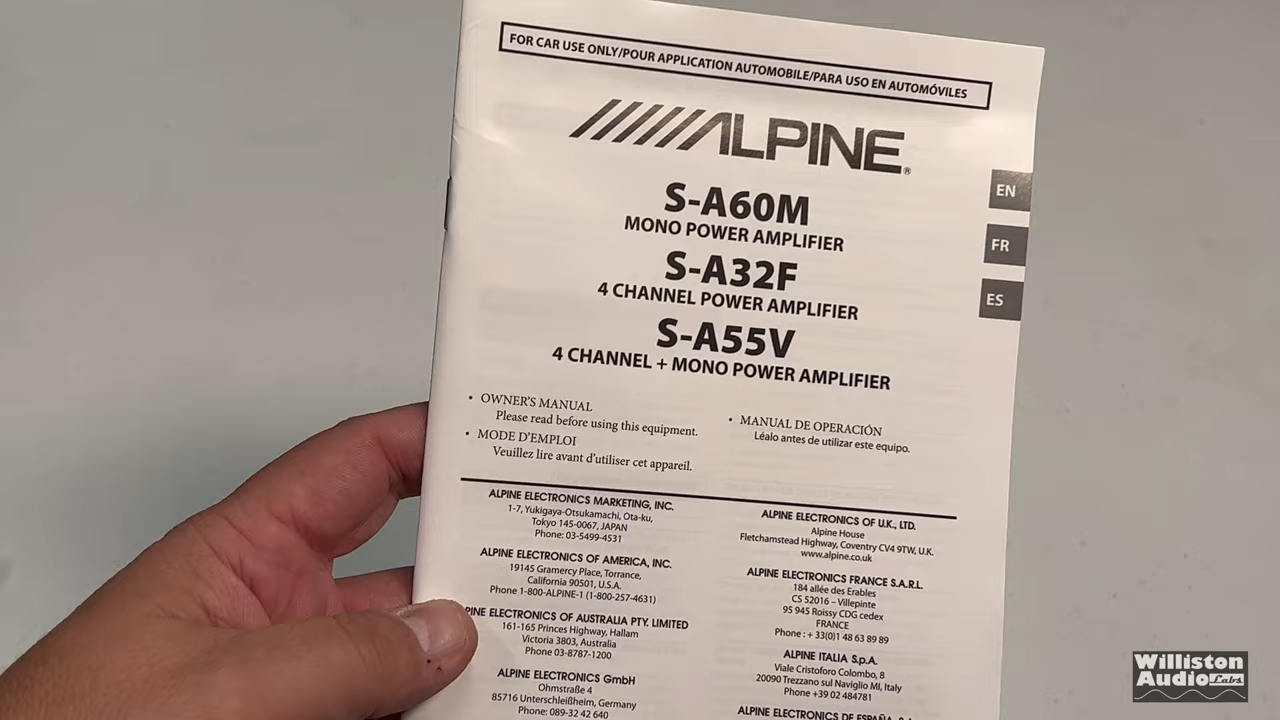 FOR CAR USE ONLY/POUR APPLICATION AUTOMOBILE/PARA USO EN AUTOMÓVILES
ALPINE®
S-A60M
MONO POWER AMPLIFIER
S-A32F
4 CHANNEL POWER AMPLIFIER
S-A55V
4 CHANNEL + MONO POWER AMPLIFIER
EN
FR
ES
• OWNER'S MANUAL
Please read before using this equipment.
• MODE D'EMPLOI
Veuillez lire avant d'utiliser cet appareil.
• MANUAL DE OPERACIÓN
Léalo antes de utilizar este equipo.
ALPINE ELECTRONICS MARKETING, INC.
1-7, Yukigaya-Otsukamachi, Ota-ku,
Tokyo 145-0067, JAPAN
Phone: 03-5499-4531
ALPINE ELECTRONICS OF AMERICA, INC.
19145 Gramercy Place, Torrance,
California 90501, U.S.A.
Phone 1-800-ALPINE-1 (1-800-257-4631)
PINE ELECTRONICS OF AUSTRALIA PTY. LIMITED
161-165 Princes Highway, Hallam
Victoria 3803, Australia
Phone 03-8787-1200
ALPINE ELECTRONICS GmbH
Ohmstraße 4
85716 Unterschleißheim, Germany
Phone: 089-32 42 640
ALPINE ELECTRONICS OF U.K., LTD.
Alpine House
Fletchamstead Highway, Coventry CV4 9TW, U.K.
www.alpine.co.uk
ALPINE ELECTRONICS FRANCE S.A.R.L.
184 allée des Erables
CS 52016 – Villepinte
95 945 Roissy CDG cedex
FRANCE
Phone : + 33(0)1 48 63 89 89
ALPINE ITALIA S.p.A.
Viale Cristoforo Colombo, 8
20090 Trezzano sul Naviglio MI, Italy
Phone +39 02 484781
ALPINE ELECTRONICS DE ESPAÑA, S.A.
Williston
Audio Labs